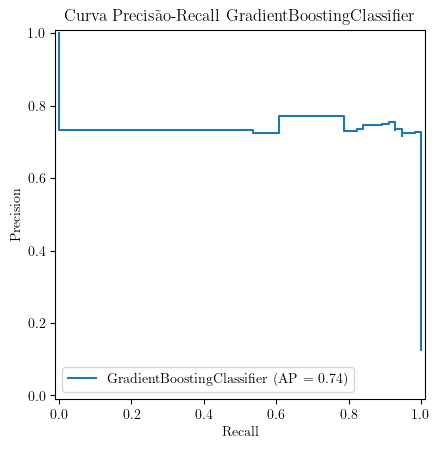 Curva Precisão-Recall GradientBoostingClassifier
1.0
0.8
0.6
0.4
0.2
0.0
Precision
GradientBoostingClassifier (AP = 0.74)
0.0 0.2 0.4 0.6 0.8 1.0
Recall